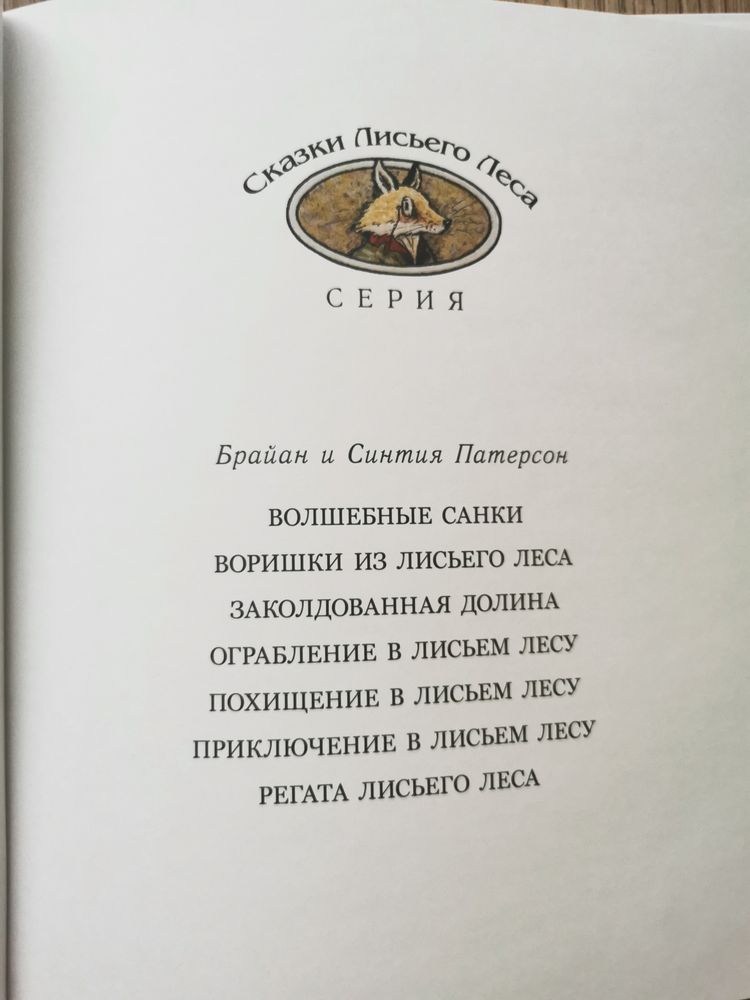 Сказки Лисьего Леса
СЕРИЯ
Брайан и Синтия Патерсон
ВОЛШЕБНЫЕ САНКИ
ВОРИШКИ ИЗ ЛИСЬЕГО ЛЕСА
ЗАКОЛДОВАННАЯ ДОЛИНА
ОГРАБЛЕНИЕ В ЛИСЬЕМ ЛЕСУ
ПОХИЩЕНИЕ В ЛИСЬЕМ ЛЕСУ
ПРИКЛЮЧЕНИЕ В ЛИСЬЕМ ЛЕСУ
РЕГАТА ЛИСЬЕГО ЛЕСА